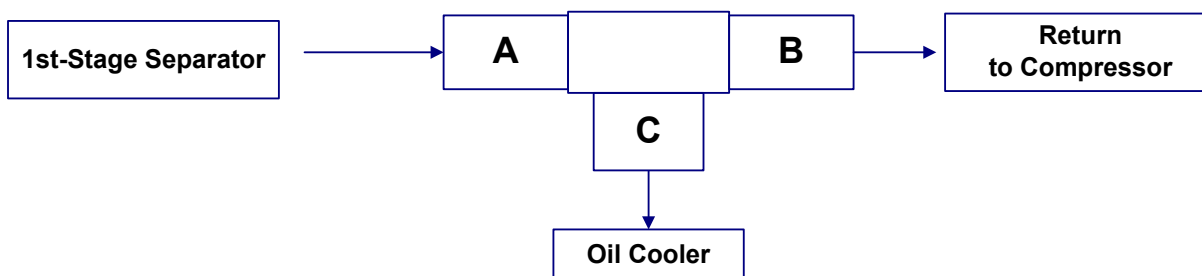 1st-Stage Separator
A
B
Return
to Compressor
C
Oil Cooler